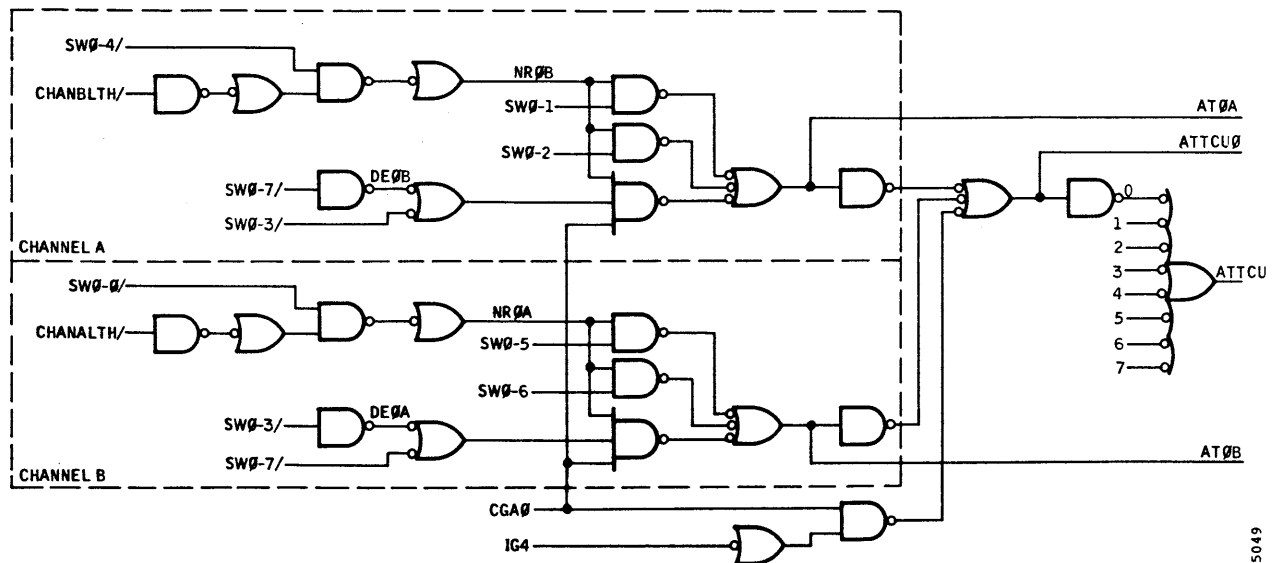 SWØ-4/
CHANBLTH/
NRØB
SWØ-1
SWØ-2
SWØ-7/
DEØB
SWØ-3/
CHANNEL A
ATØA
ATTCUØ
0
1
2
3
4
5
6
7
ATTCU
SWØ-Ø/
CHANALTH/
NRØA
SWØ-5
SWØ-6
SWØ-3/
DEØA
SWØ-7/
CHANNEL B
ATØB
CGAØ
IG4
5049